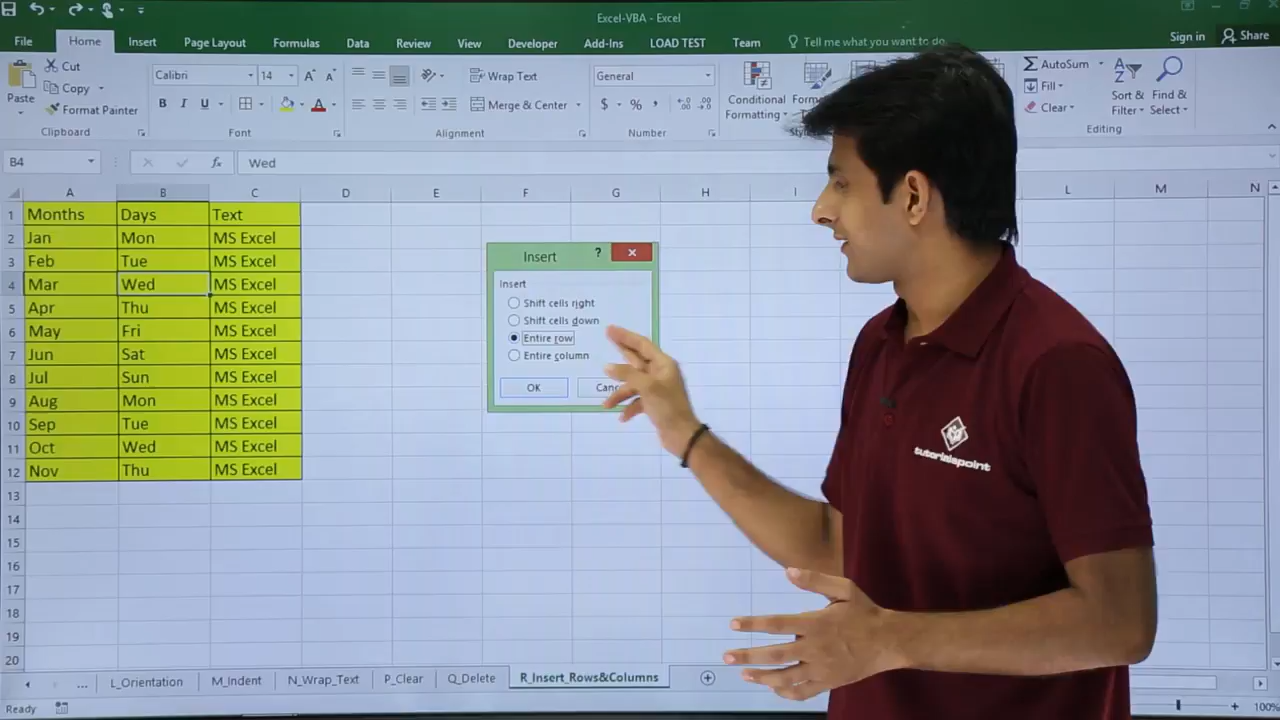 Excel-VBA - Excel
File Home Insert Page Layout Formulas Data Review View Developer Add-Ins LOAD TEST Team Tell me what you want to do Sign in Share
Paste
Cut
Copy
Format Painter
Clipboard
Calibri 14 A A
B I U A
Font
Wrap Text
Merge & Center
Alignment
General
$ % ,
Number
Conditional
Formatting
AutoSum
Fill
Clear
Sort &
Filter
Find &
Select
Editing
B4 fx Wed
A B C D E F G H I L M N
1 Months Days Text
2 Jan Mon MS Excel
3 Feb Tue MS Excel
4 Mar Wed MS Excel
5 Apr Thu MS Excel
6 May Fri MS Excel
7 Jun Sat MS Excel
8 Jul Sun MS Excel
9 Aug Mon MS Excel
10 Sep Tue MS Excel
11 Oct Wed MS Excel
12 Nov Thu MS Excel
13
14
15
16
17
18
19
20
Insert ?
Insert
Shift cells right
Shift cells down
Entire row
Entire column
OK
tutorialspoint
... L_Orientation M_Indent N_Wrap_Text P_Clear Q_Delete R_Insert_Rows&Columns
Ready 100%